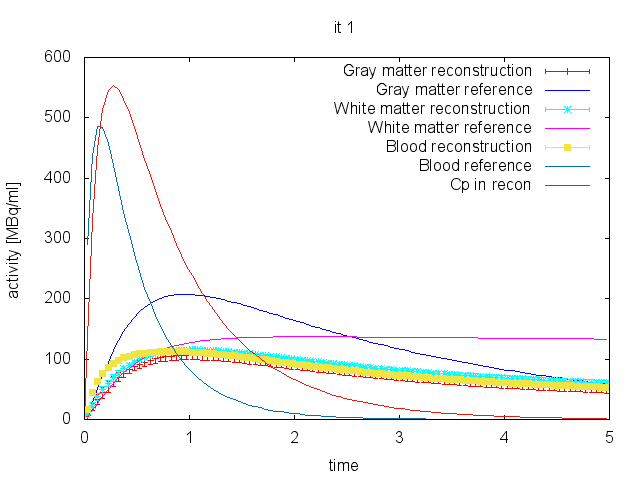 it 1
600
500
400
300
200
100
0
activity [MBq/ml]
Gray matter reconstruction
Gray matter reference
White matter reconstruction
White matter reference
Blood reconstruction
Blood reference
Cp in recon
0 1 2 3 4 5
time